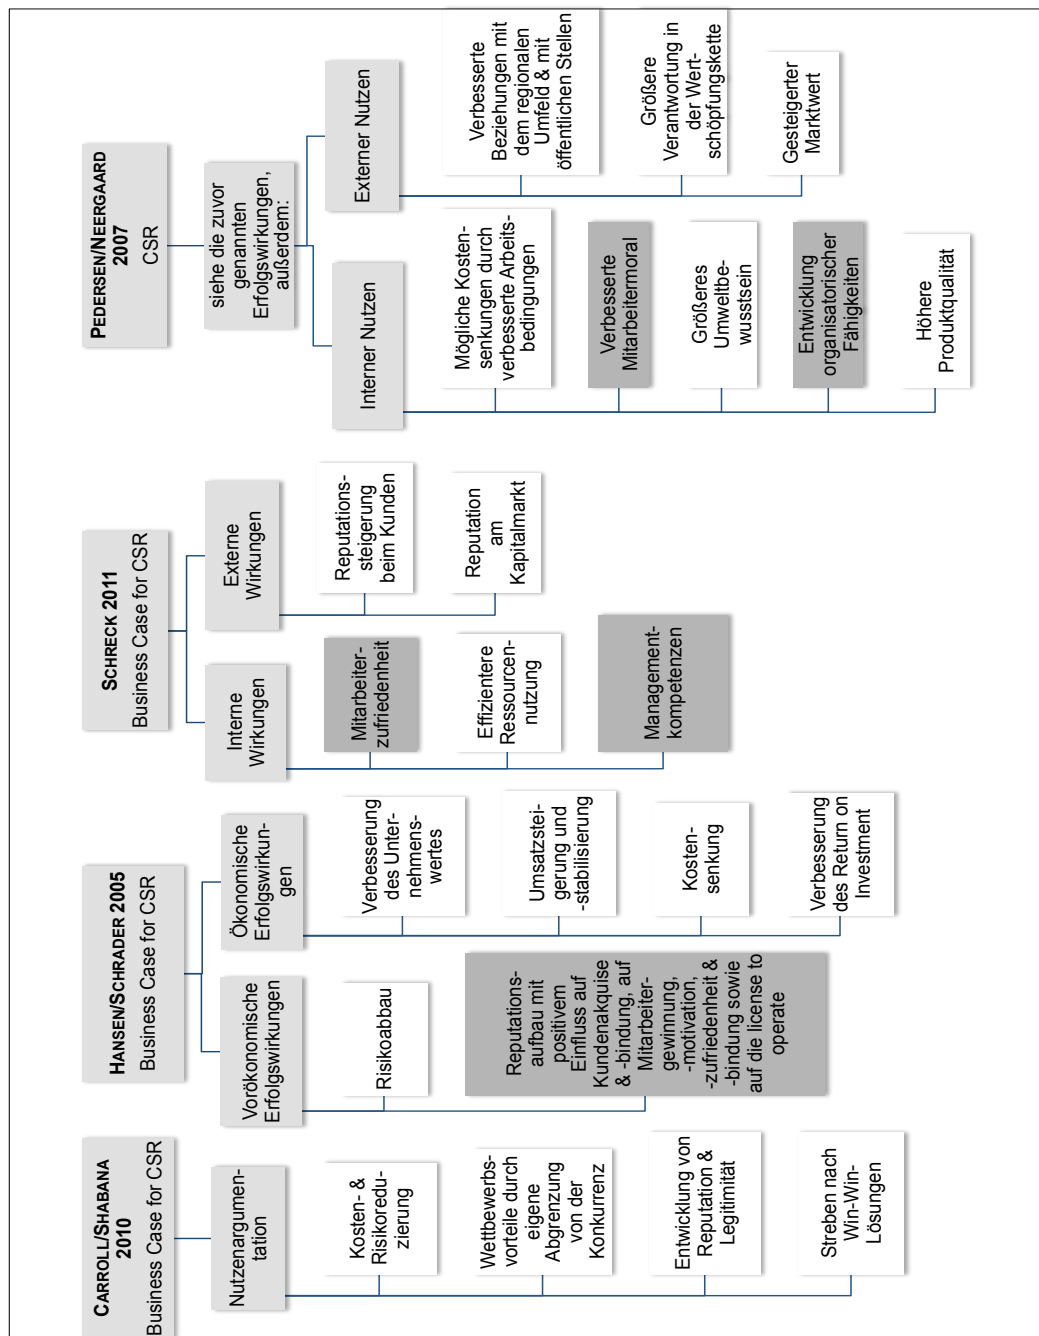 CARROLL/SHABANA
2010
Business Case for CSR
Nutzenargumen-
tation
Kosten- &
Risikoredu-
zierung
Wettbewerbs-
vorteile durch
eigene
Abgrenzung
von der
Konkurrenz
Entwicklung von
Reputation &
Legitimität
Streben nach
Win-Win-
Lösungen
HANSEN/SCHRADER 2005
Business Case for CSR
Vorökonomische
Erfolgswirkungen
Risikoabbau
Reputations-
aufbau mit
positivem
Einfluss auf
Kundenakquise
& -bindung, auf
Mitarbeiter-
gewinnung,
-motivation,
-zufriedenheit &
-bindung sowie
auf die license to
operate
Ökonomische
Erfolgswirkun-
gen
Verbesserung
des Unter-
nehmens-
wertes
Umsatzstei-
gerung und
-stabilisierung
Kosten-
senkung
Verbesserung
des Return on
Investment
SCHRECK 2011
Business Case for CSR
Interne
Wirkungen
Mitarbeiter-
zufriedenheit
Effizientere
Ressourcen-
nutzung
Management-
kompetenzen
Externe
Wirkungen
Reputations-
steigerung
beim Kunden
Reputation
am
Kapitalmarkt
PEDERSEN/NEERGAARD
2007
CSR
siehe die zuvor
genannten
Erfolgswirkungen,
außerdem:
Interner Nutzen
Mögliche Kosten-
senkungen durch
verbesserte Arbeits-
bedingungen
Verbesserte
Mitarbeitermoral
Größeres
Umweltbe-
wusstsein
Entwicklung
organisatorischer
Fähigkeiten
Höhere
Produktqualität
Externer Nutzen
Verbesserte
Beziehungen mit
dem regionalen
Umfeld & mit
öffentlichen Stellen
Größere
Verantwortung in
der Wert-
schöpfungskette
Gesteigerter
Marktwert